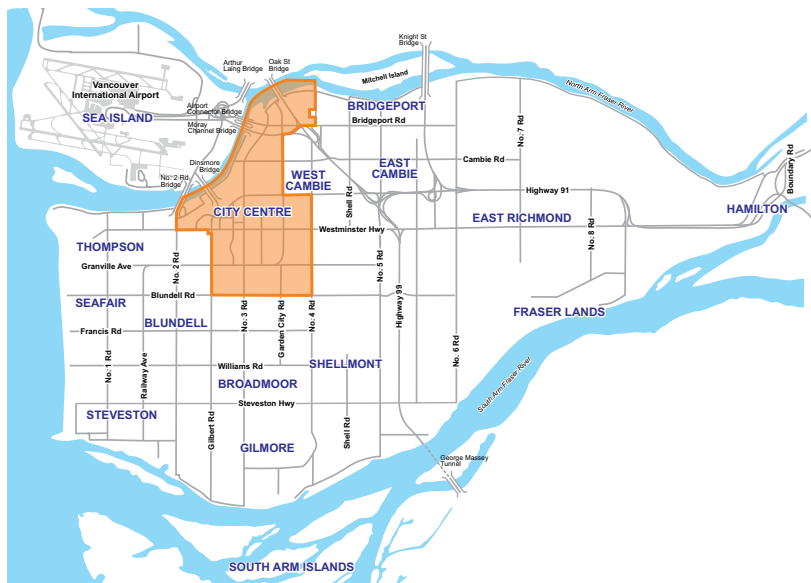 Knight St
Bridge
Arthur
Laing Bridge
Oak St
Bridge
Mitchell Island
Vancouver
International Airport
North Arm Fraser River
Airport
Connector Bridge
BRIDGEPORT
SEA ISLAND
Bridgeport Rd
Moray
Channel Bridge
No. 7 Rd
Boundary Rd
Dinsmore
Bridge
Cambie Rd
EAST
CAMBIE
WEST
CAMBIE
No. 2 Rd
Bridge
Highway 91
Shell Rd
CITY CENTRE
HAMILTON
EAST RICHMOND
Westminster Hwy
No. 8 Rd
THOMPSON
No. 2 Rd
Granville Ave
No. 5 Rd
Highway 99
Blundell Rd
SEAFAIR
No. 3 Rd
Garden City Rd
No. 4 Rd
FRASER LANDS
BLUNDELL
Francis Rd
No. 1 Rd
Railway Ave
No. 6 Rd
Williams Rd
SHELLMONT
BROADMOOR
South Arm Fraser River
Steveston Hwy
STEVESTON
Gilbert Rd
Shell Rd
GILMORE
George Massey
Tunnel
SOUTH ARM ISLANDS